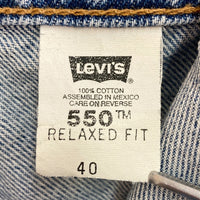 LEVI'S
100% COTTON
ASSEMBLED IN MEXICO
CARE ON REVERSE
550™
RELAXED FIT
40